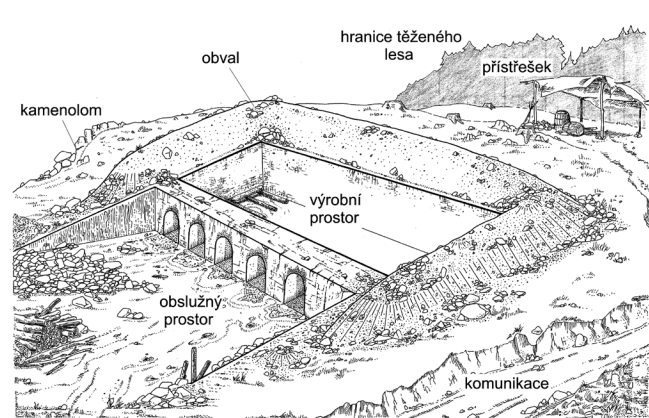 hranice těženého
lesa
obval
přístřešek
kamenolom
výrobní
prostor
obslužný
prostor
komunikace